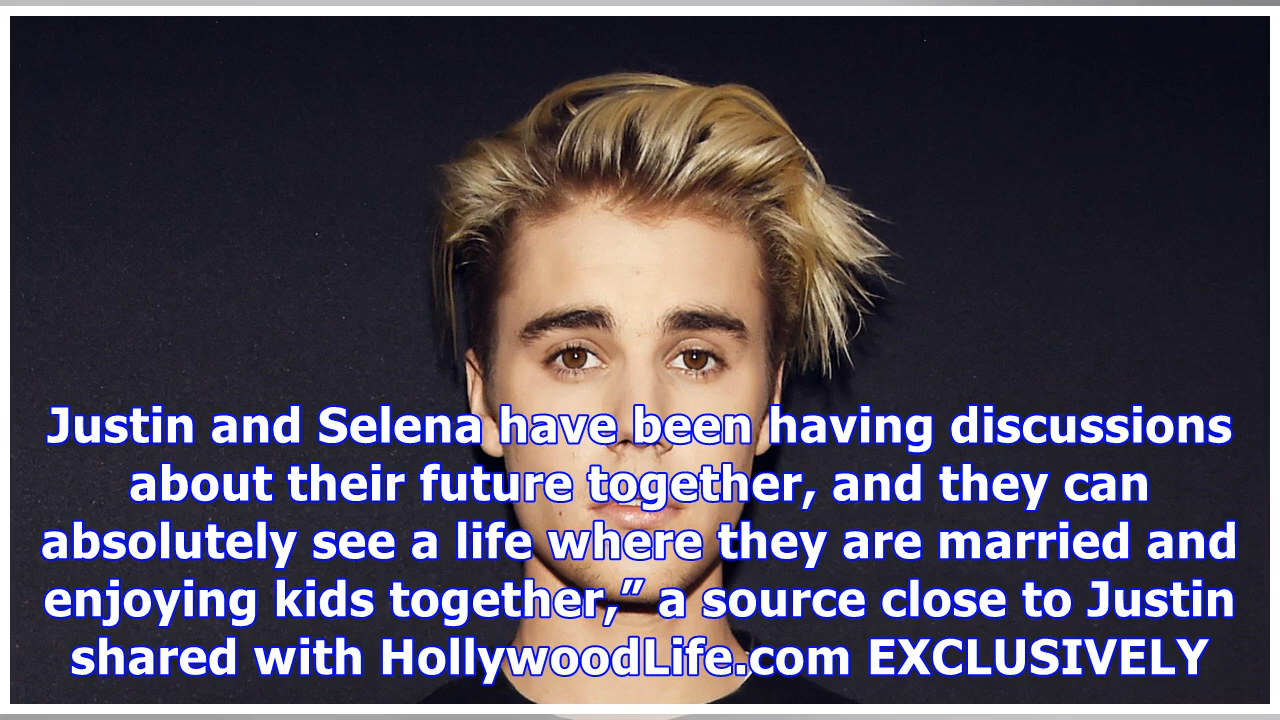 Justin and Selena have been having discussions
about their future together, and they can
absolutely see a life where they are married and
enjoying kids together,” a source close to Justin
shared with HollywoodLife.com EXCLUSIVELY